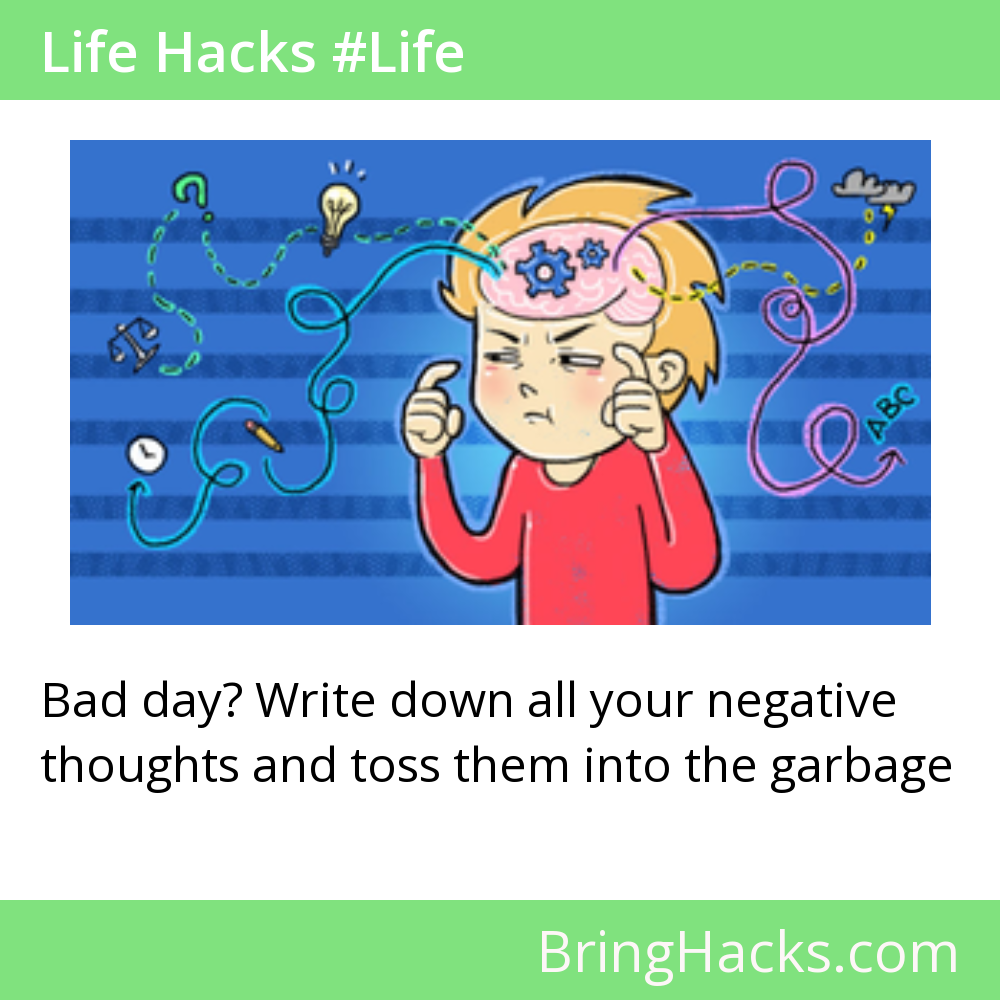 Life Hacks #Life
?
ABC
Bad day? Write down all your negative
thoughts and toss them into the garbage
BringHacks.com